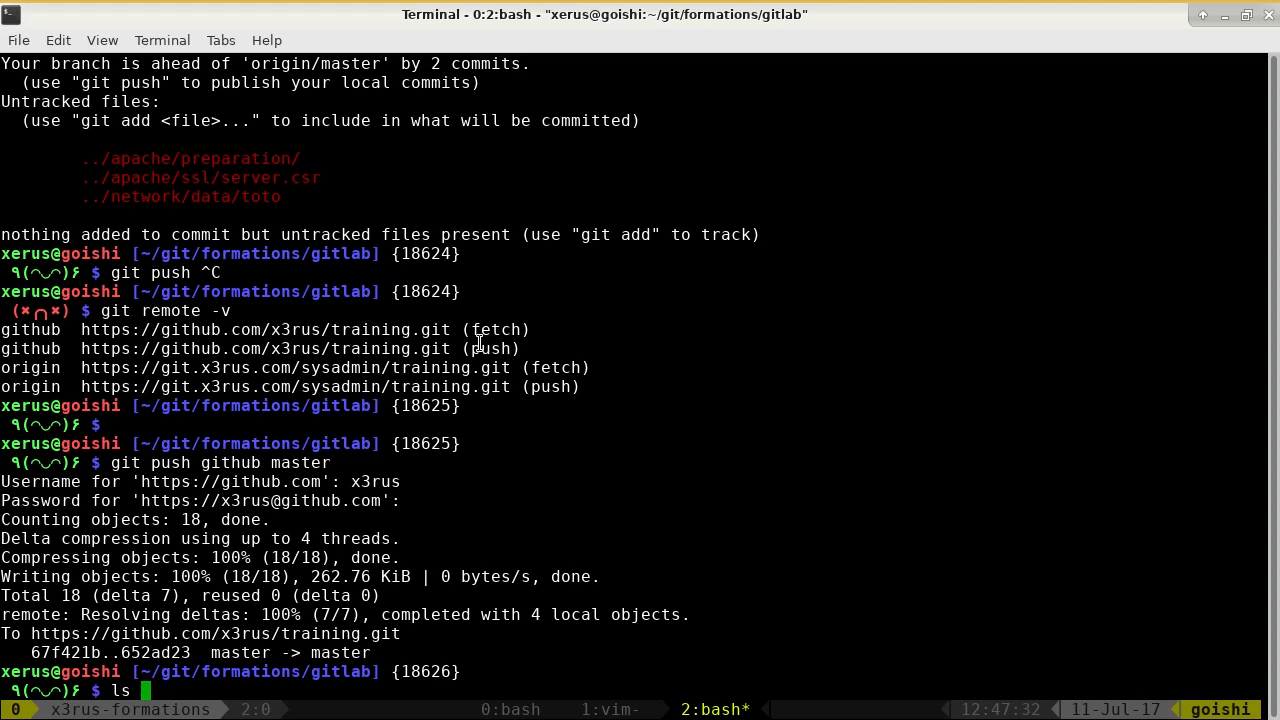 Terminal - 0:2:bash - "xerus@goishi:~/git/formations/gitlab"
File Edit View Terminal Tabs Help
Your branch is ahead of 'origin/master' by 2 commits.
  (use "git push" to publish your local commits)
Untracked files:
  (use "git add <file>..." to include in what will be committed)
        ../apache/preparation/
        ../apache/ssl/server.csr
        ../network/data/toto
nothing added to commit but untracked files present (use "git add" to track)
xerus@goishi [~/git/formations/gitlab] {18624}
 ٩(◠◡◠)۶ $ git push ^C
xerus@goishi [~/git/formations/gitlab] {18624}
 (✖╭╮✖) $ git remote -v
github  https://github.com/x3rus/training.git (fetch)
github  https://github.com/x3rus/training.git (push)
origin  https://git.x3rus.com/sysadmin/training.git (fetch)
origin  https://git.x3rus.com/sysadmin/training.git (push)
xerus@goishi [~/git/formations/gitlab] {18625}
 ٩(◠◡◠)۶ $
xerus@goishi [~/git/formations/gitlab] {18625}
 ٩(◠◡◠)۶ $ git push github master
Username for 'https://github.com': x3rus
Password for 'https://x3rus@github.com':
Counting objects: 18, done.
Delta compression using up to 4 threads.
Compressing objects: 100% (18/18), done.
Writing objects: 100% (18/18), 262.76 KiB | 0 bytes/s, done.
Total 18 (delta 7), reused 0 (delta 0)
remote: Resolving deltas: 100% (7/7), completed with 4 local objects.
To https://github.com/x3rus/training.git
   67f421b..652ad23  master -> master
xerus@goishi [~/git/formations/gitlab] {18626}
 ٩(◠◡◠)۶ $ ls
0 x3rus-formations 2:0 0:bash 1:vim- 2:bash* 12:47:32 11-Jul-17 goishi